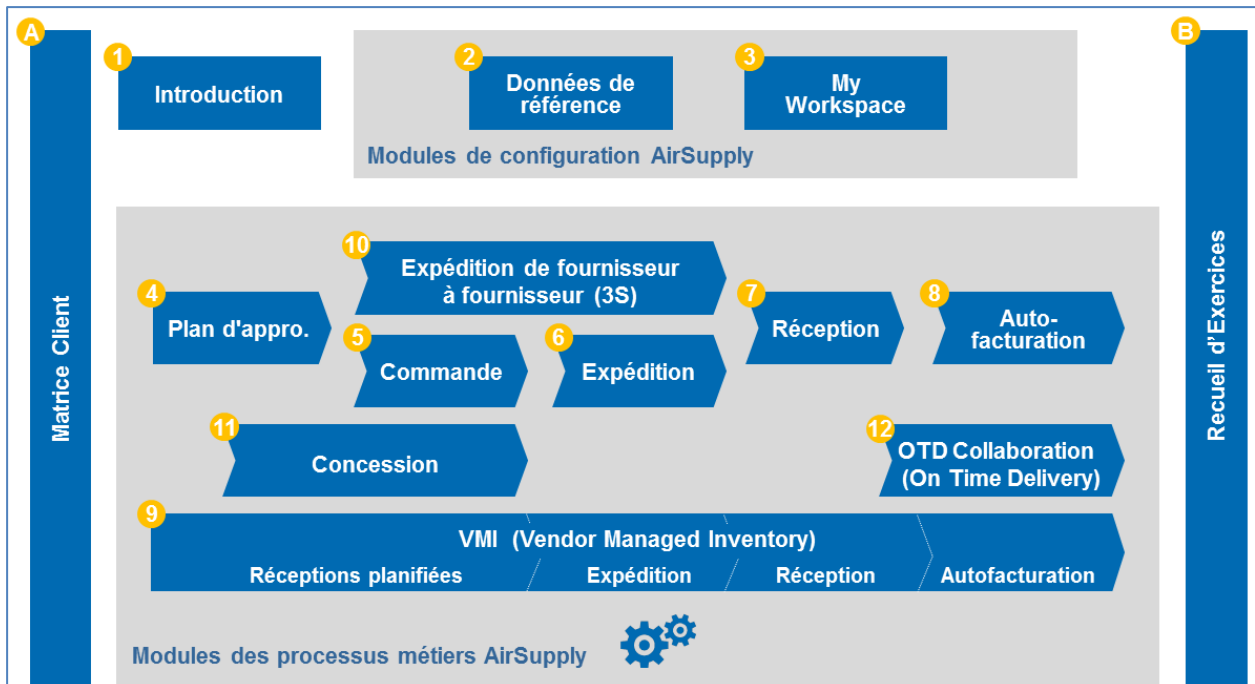 A
Matrice Client
1
Introduction
2
Données de
référence
3
My
Workspace
Modules de configuration AirSupply
B
Recueil d'Exercices
10
Expédition de fournisseur
à fournisseur (3S)
4
Plan d'appro.
5
Commande
6
Expédition
7
Réception
8
Auto-
facturation
11
Concession
12
OTD Collaboration
(On Time Delivery)
9
VMI (Vendor Managed Inventory)
Réceptions planifiées
Expédition
Réception
Autofacturation
Modules des processus métiers AirSupply